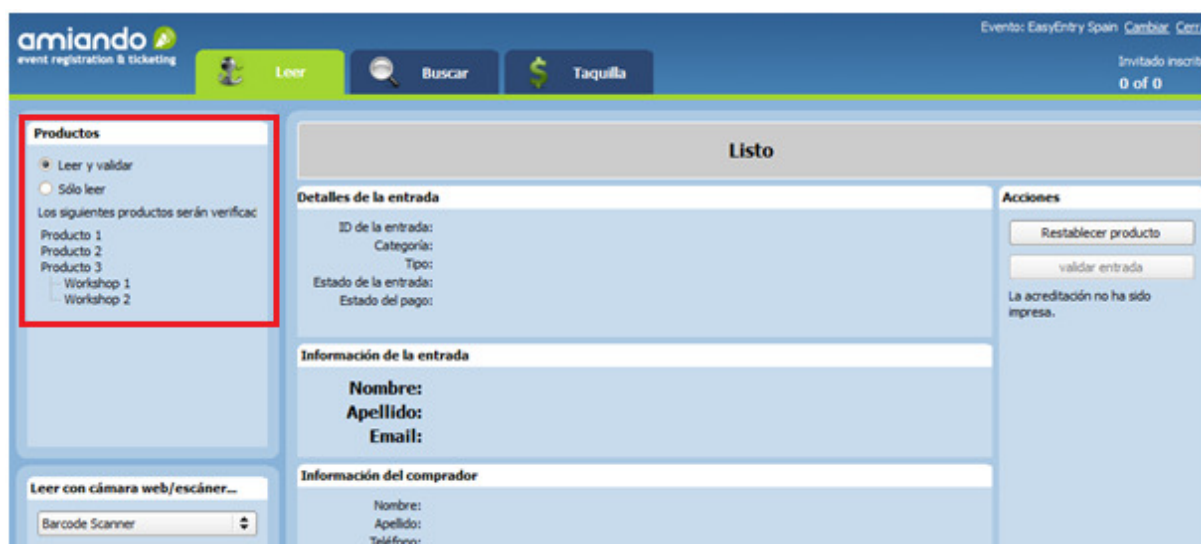 amiando
event registration & ticketing
Evento: EasyEntry Spain Cambiar Cerr
Leer
Buscar
Taquilla
Invitado inscrit
0 of 0
Productos
Leer y validar
Sólo leer
Los siguientes productos serán verificac
Producto 1
Producto 2
Producto 3
Workshop 1
Workshop 2
Listo
Detalles de la entrada
ID de la entrada:
Categoría:
Tipo:
Estado de la entrada:
Estado del pago:
Acciones
Restablecer producto
validar entrada
La acreditación no ha sido
impresa.
Información de la entrada
Nombre:
Apellido:
Email:
Leer con cámara web/escáner...
Barcode Scanner
Información del comprador
Nombre:
Apellido:
Teléfono: